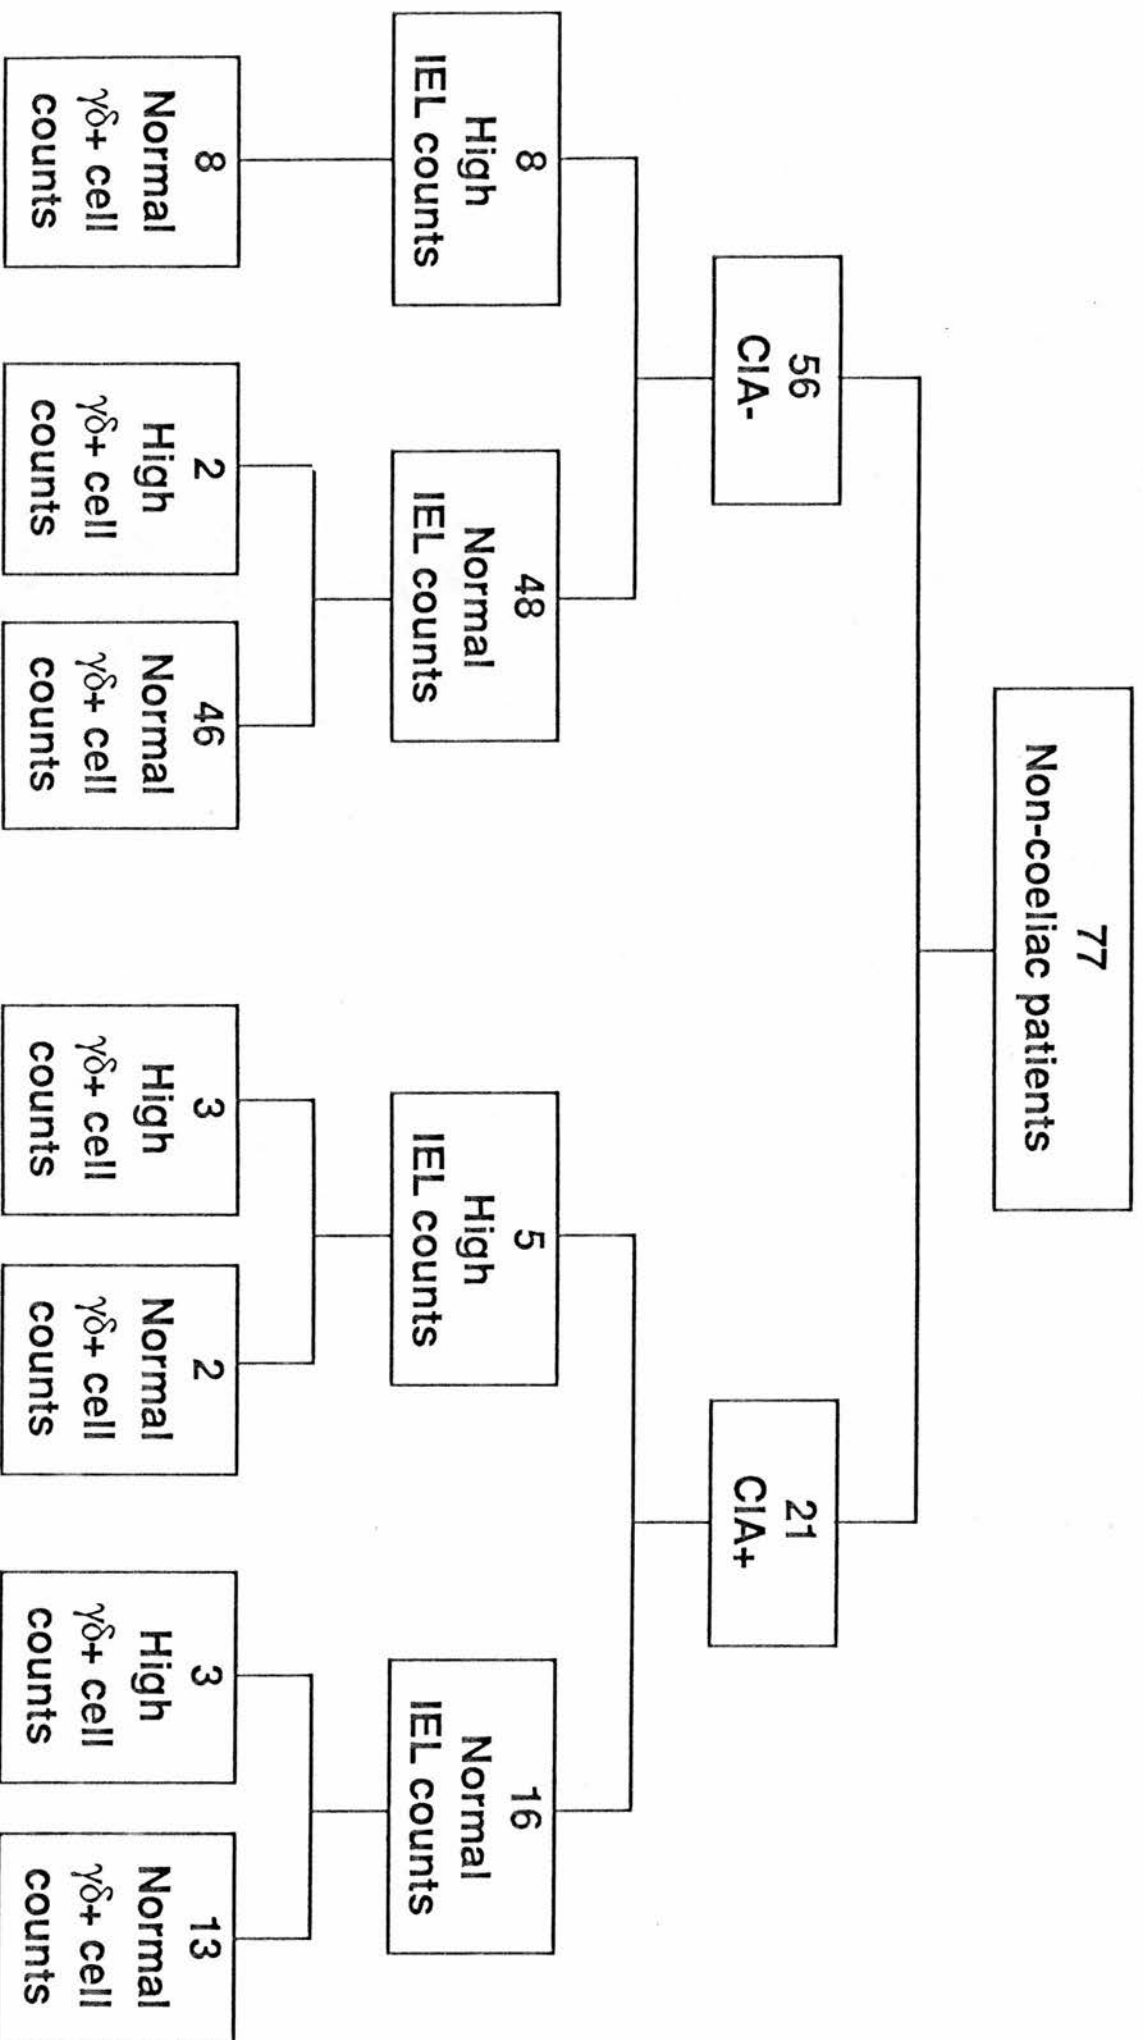 77
Non-coeliac patients
56
CIA-
21
CIA+
8
High
IEL counts
48
Normal
IEL counts
5
High
IEL counts
16
Normal
IEL counts
8
Normal
γδ+ cell
counts
2
High
γδ+ cell
counts
46
Normal
γδ+ cell
counts
3
High
γδ+ cell
counts
2
Normal
γδ+ cell
counts
3
High
γδ+ cell
counts
13
Normal
γδ+ cell
counts